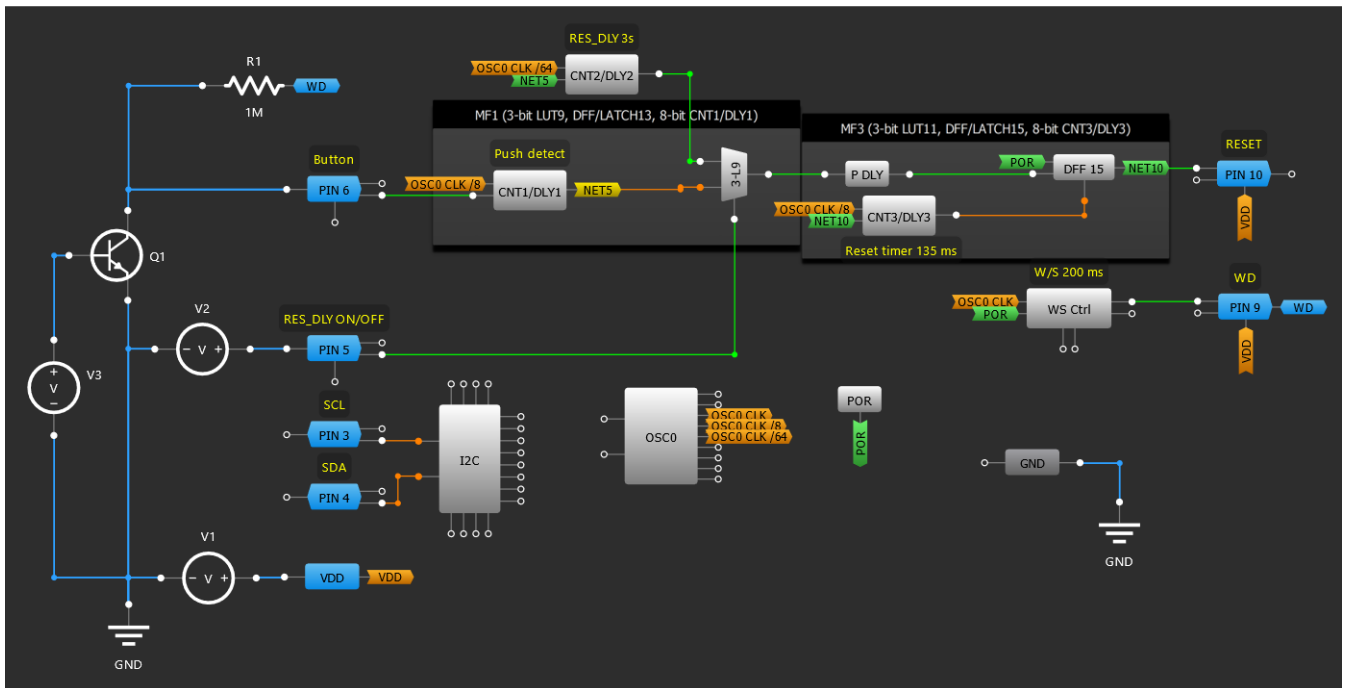 RES_DLY 3s
OSC0 CLK /64
NET5
CNT2/DLY2
R1
WD
1M
MF1 (3-bit LUT9, DFF/LATCH13, 8-bit CNT1/DLY1)
MF3 (3-bit LUT11, DFF/LATCH15, 8-bit CNT3/DLY3)
Button
PIN 6
Push detect
OSC0 CLK /8
CNT1/DLY1
NET5
3-L9
P DLY
POR
DFF 15
NET10
RESET
PIN 10
VDD
OSC0 CLK /8
NET10
CNT3/DLY3
Reset timer 135 ms
Q1
W/S 200 ms
OSC0 CLK
POR
WS Ctrl
WD
PIN 9
WD
VDD
V2
- V +
RES_DLY ON/OFF
PIN 5
V3
+
V
-
SCL
PIN 3
SDA
PIN 4
I2C
OSC0
OSC0 CLK
OSC0 CLK /8
OSC0 CLK /64
POR
POR
GND
GND
V1
- V +
VDD
VDD
GND